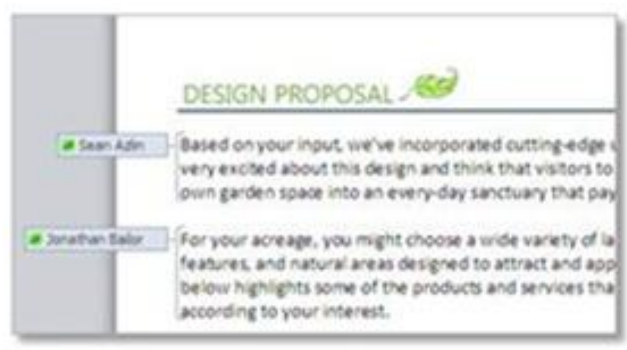 DESIGN PROPOSAL
Sean Azlin
Based on your input, we've incorporated cutting-edge
very excited about this design and think that visitors to
own garden space into an every-day sanctuary that pay
Jonathan Bailor
For your acreage, you might choose a wide variety of la
features, and natural areas designed to attract and app
below highlights some of the products and services tha
according to your interest.